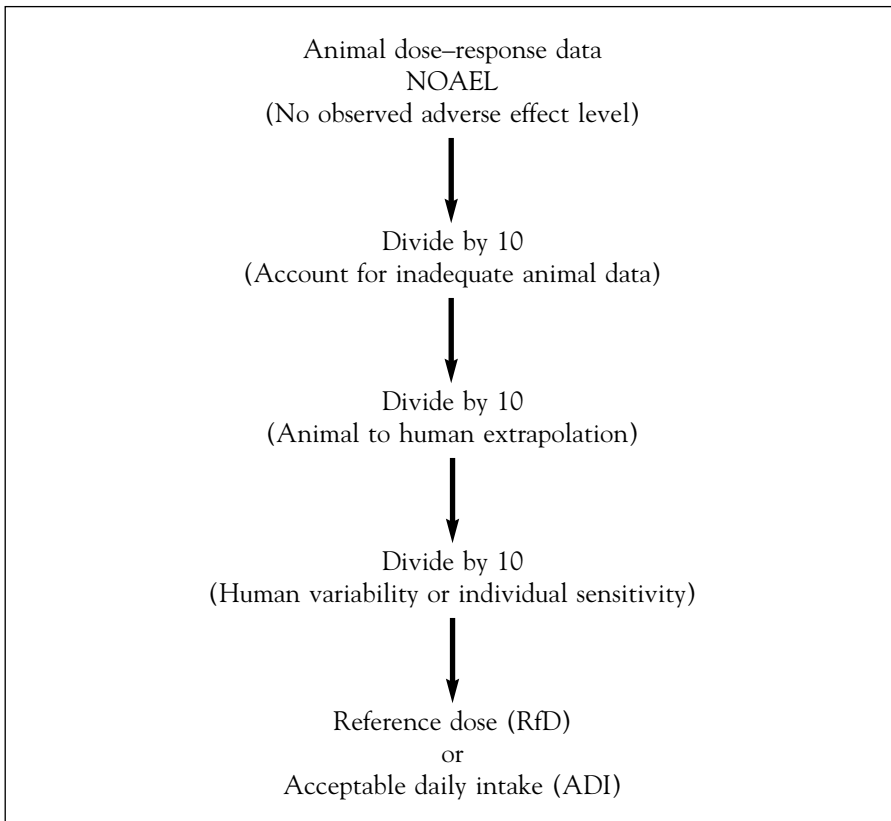 Animal dose–response data
NOAEL
(No observed adverse effect level)
Divide by 10
(Account for inadequate animal data)
Divide by 10
(Animal to human extrapolation)
Divide by 10
(Human variability or individual sensitivity)
Reference dose (RfD)
or
Acceptable daily intake (ADI)